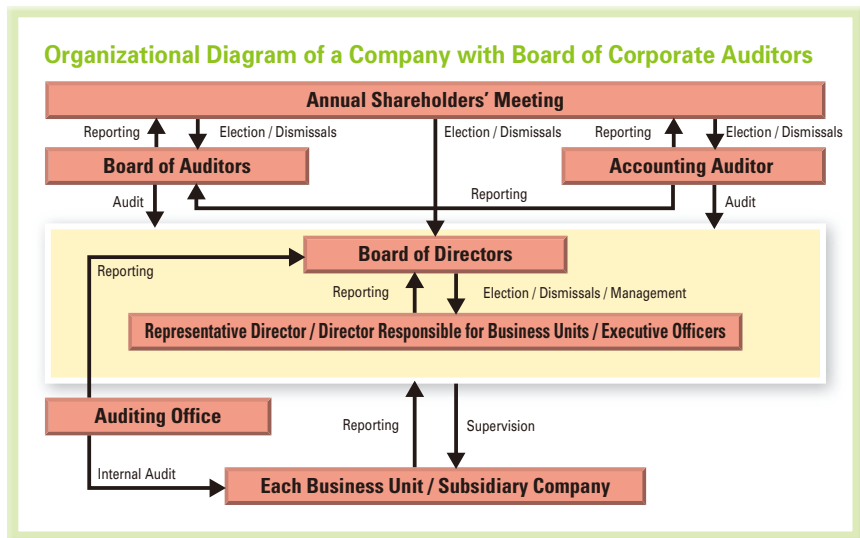 Organizational Diagram of a Company with Board of Corporate Auditors
Annual Shareholders' Meeting
Reporting
Election / Dismissals
Election / Dismissals
Reporting
Election / Dismissals
Board of Auditors
Accounting Auditor
Audit
Reporting
Audit
Board of Directors
Reporting
Reporting
Election / Dismissals / Management
Representative Director / Director Responsible for Business Units / Executive Officers
Auditing Office
Reporting
Supervision
Internal Audit
Each Business Unit / Subsidiary Company